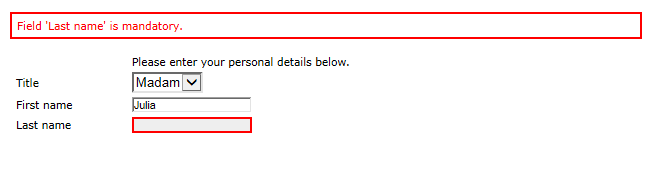 Field 'Last name' is mandatory.
Please enter your personal details below.
Title Madam
First name Julia
Last name